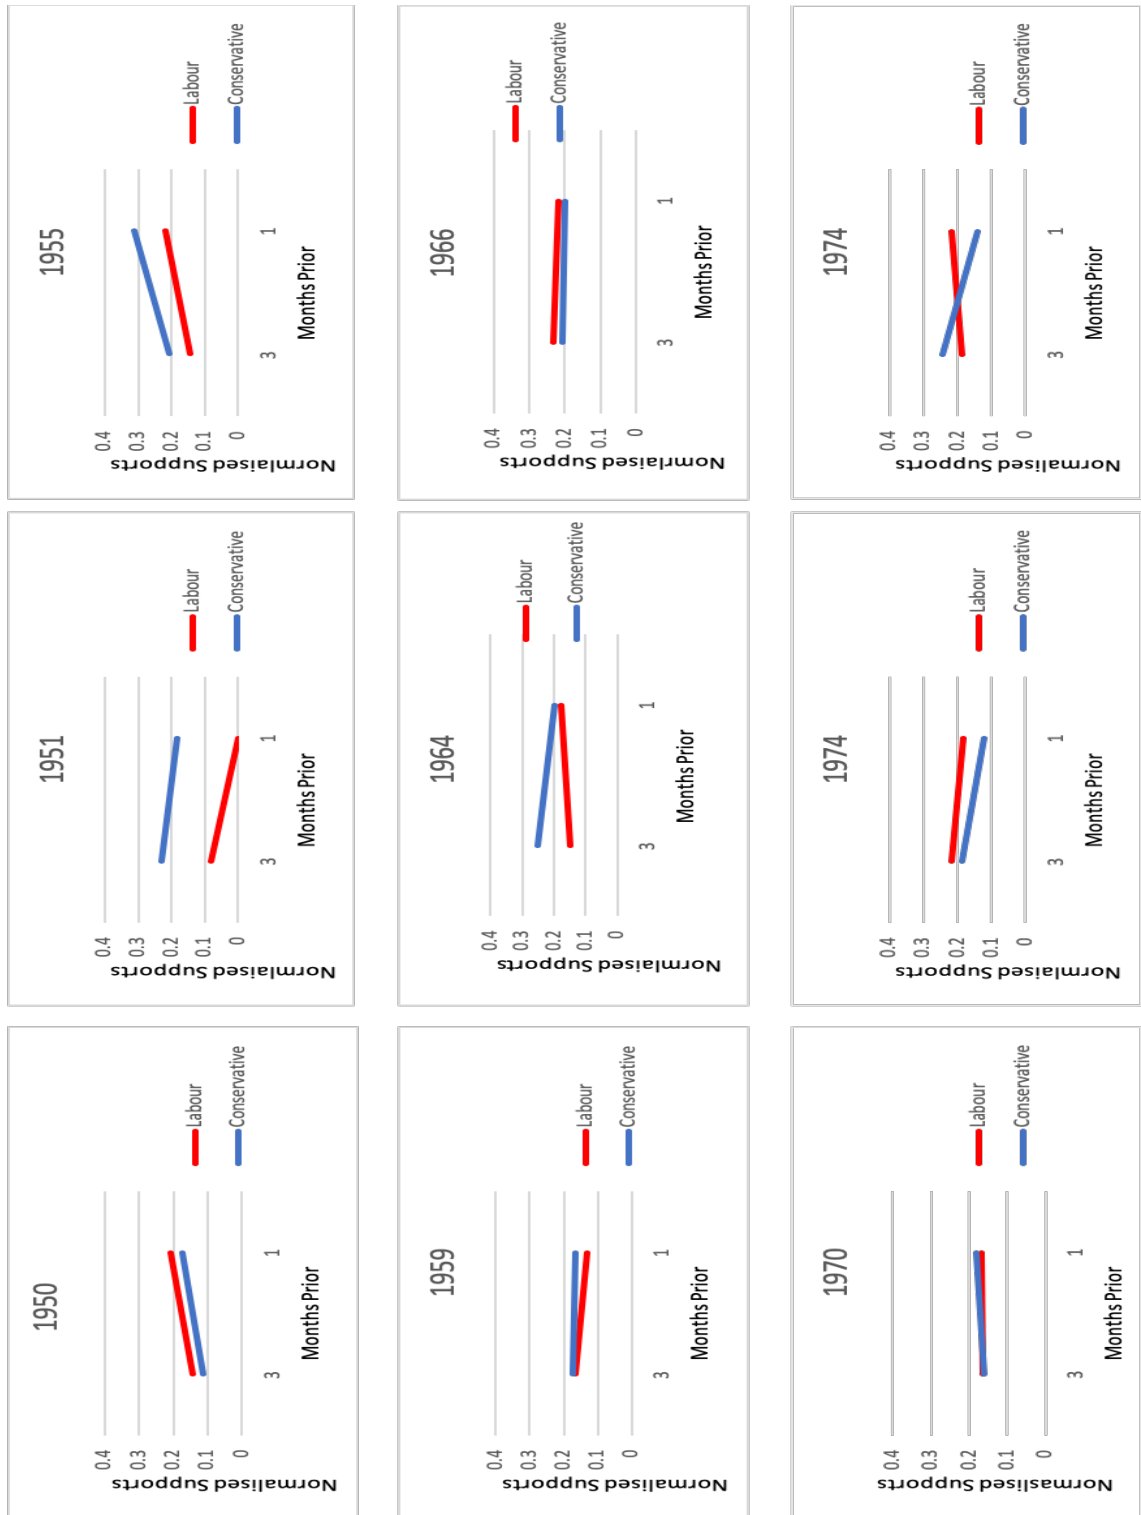 1950
Normalised Supports
0.4
0.3
0.2
0.1
0
3
1
Months Prior
Labour
Conservative
1951
Normlaised Supports
0.4
0.3
0.2
0.1
0
3
1
Months Prior
Labour
Conservative
1955
Normlaised Supports
0.4
0.3
0.2
0.1
0
3
1
Months Prior
Labour
Conservative
1959
Normalised Supports
0.4
0.3
0.2
0.1
0
3
1
Months Prior
Labour
Conservative
1964
Normlaised Supports
0.4
0.3
0.2
0.1
0
3
1
Months Prior
Labour
Conservative
1966
Nomrlaised Supports
0.4
0.3
0.2
0.1
0
3
1
Months Prior
Labour
Conservative
1970
Normaslised Supports
0.4
0.3
0.2
0.1
0
3
1
Months Prior
Labour
Conservative
1974
Normlaised Supports
0.4
0.3
0.2
0.1
0
3
1
Months Prior
Labour
Conservative
1974
Normlaised Supports
0.4
0.3
0.2
0.1
0
3
1
Months Prior
Labour
Conservative